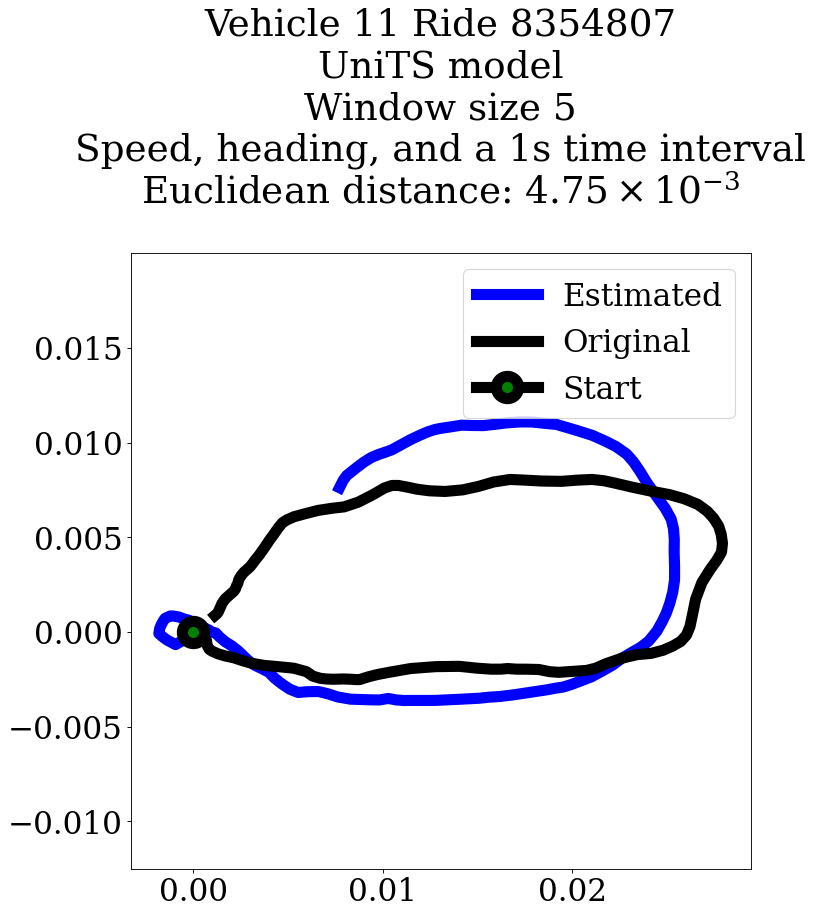 Vehicle 11 Ride 8354807
UniTS model
Window size 5
Speed, heading, and a 1s time interval
Euclidean distance: 4.75 × 10⁻³
Estimated
Original
Start
0.015
0.010
0.005
0.000
−0.005
−0.010
0.00 0.01 0.02